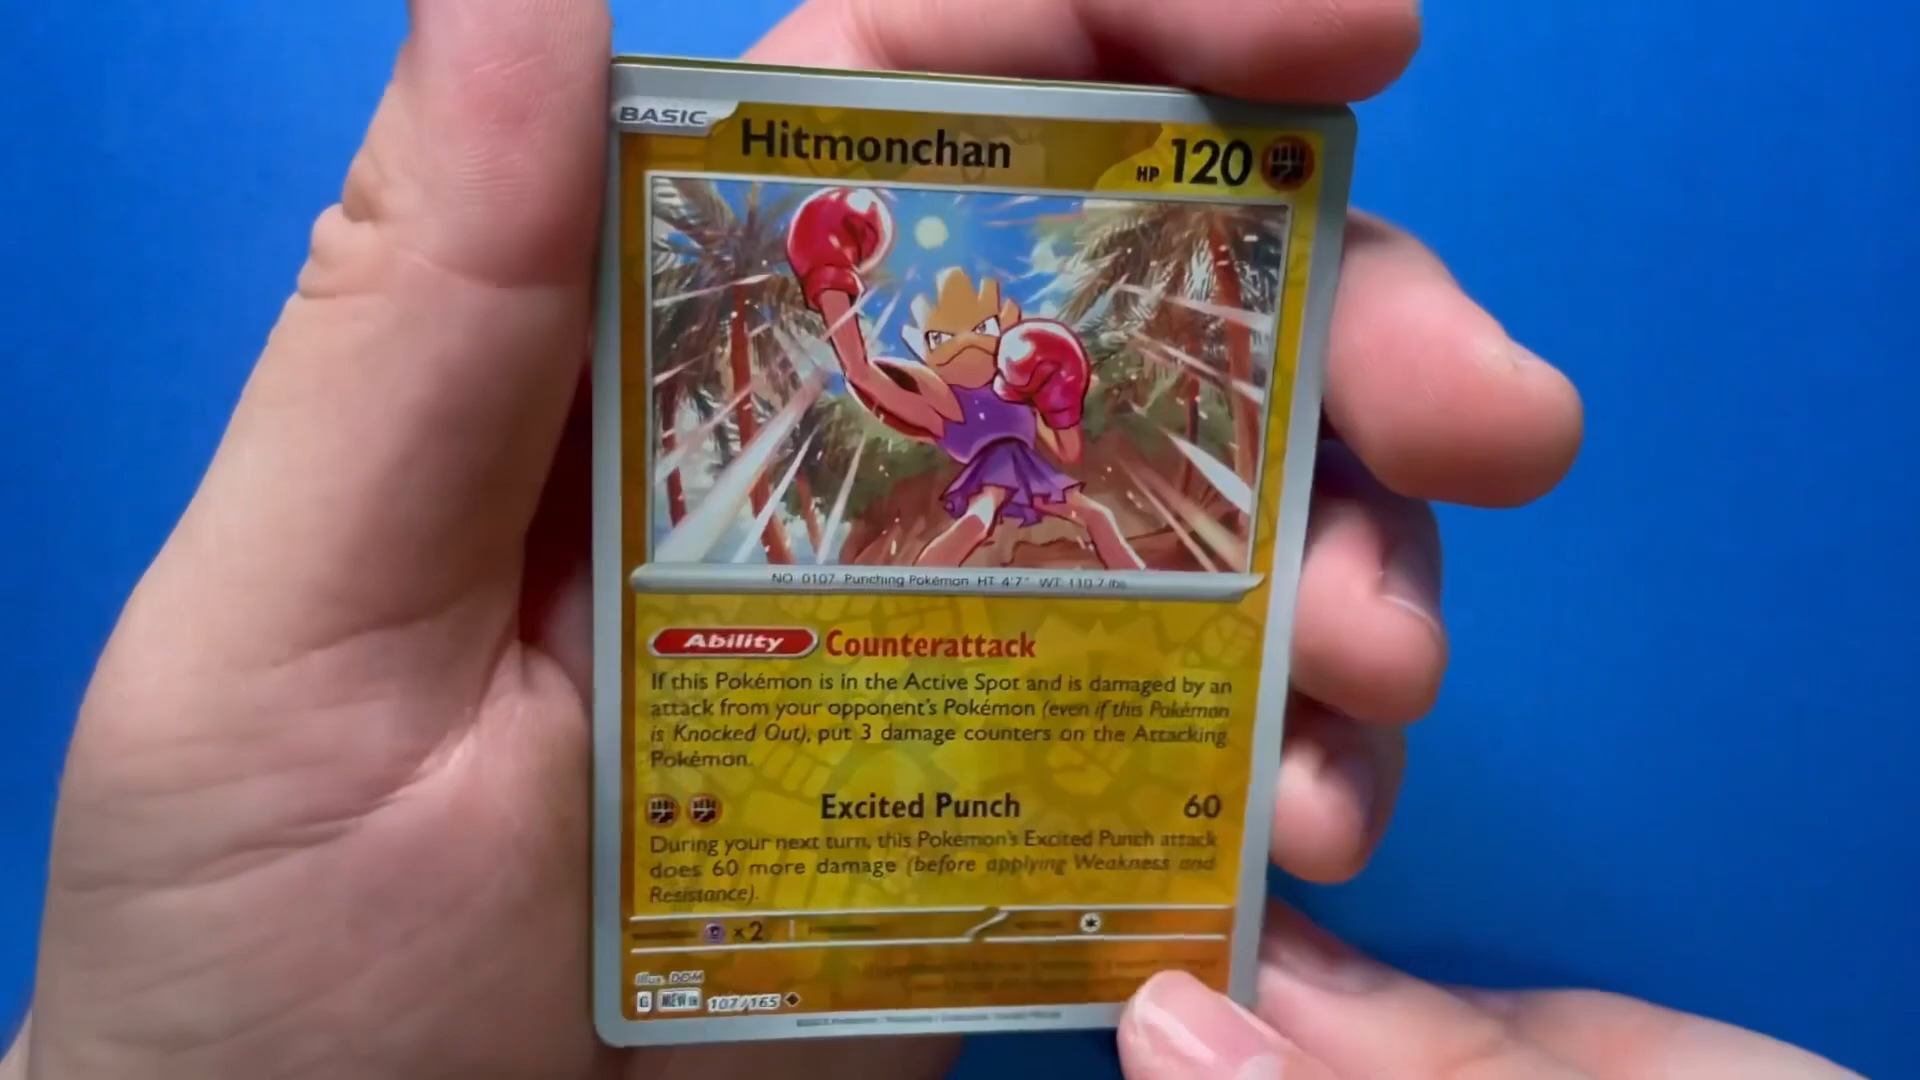 BASIC
Hitmonchan
HP 120
NO 0107 Punching Pokémon HT 4'7" WT 110.7 lbs
Ability Counterattack
If this Pokémon is in the Active Spot and is damaged by an
attack from your opponent's Pokémon (even if this Pokémon
is Knocked Out), put 3 damage counters on the Attacking
Pokémon.
Excited Punch 60
During your next turn, this Pokémon's Excited Punch attack
does 60 more damage (before applying Weakness and
Resistance).
×2
Illus. DOM
G MEW EN 107/165